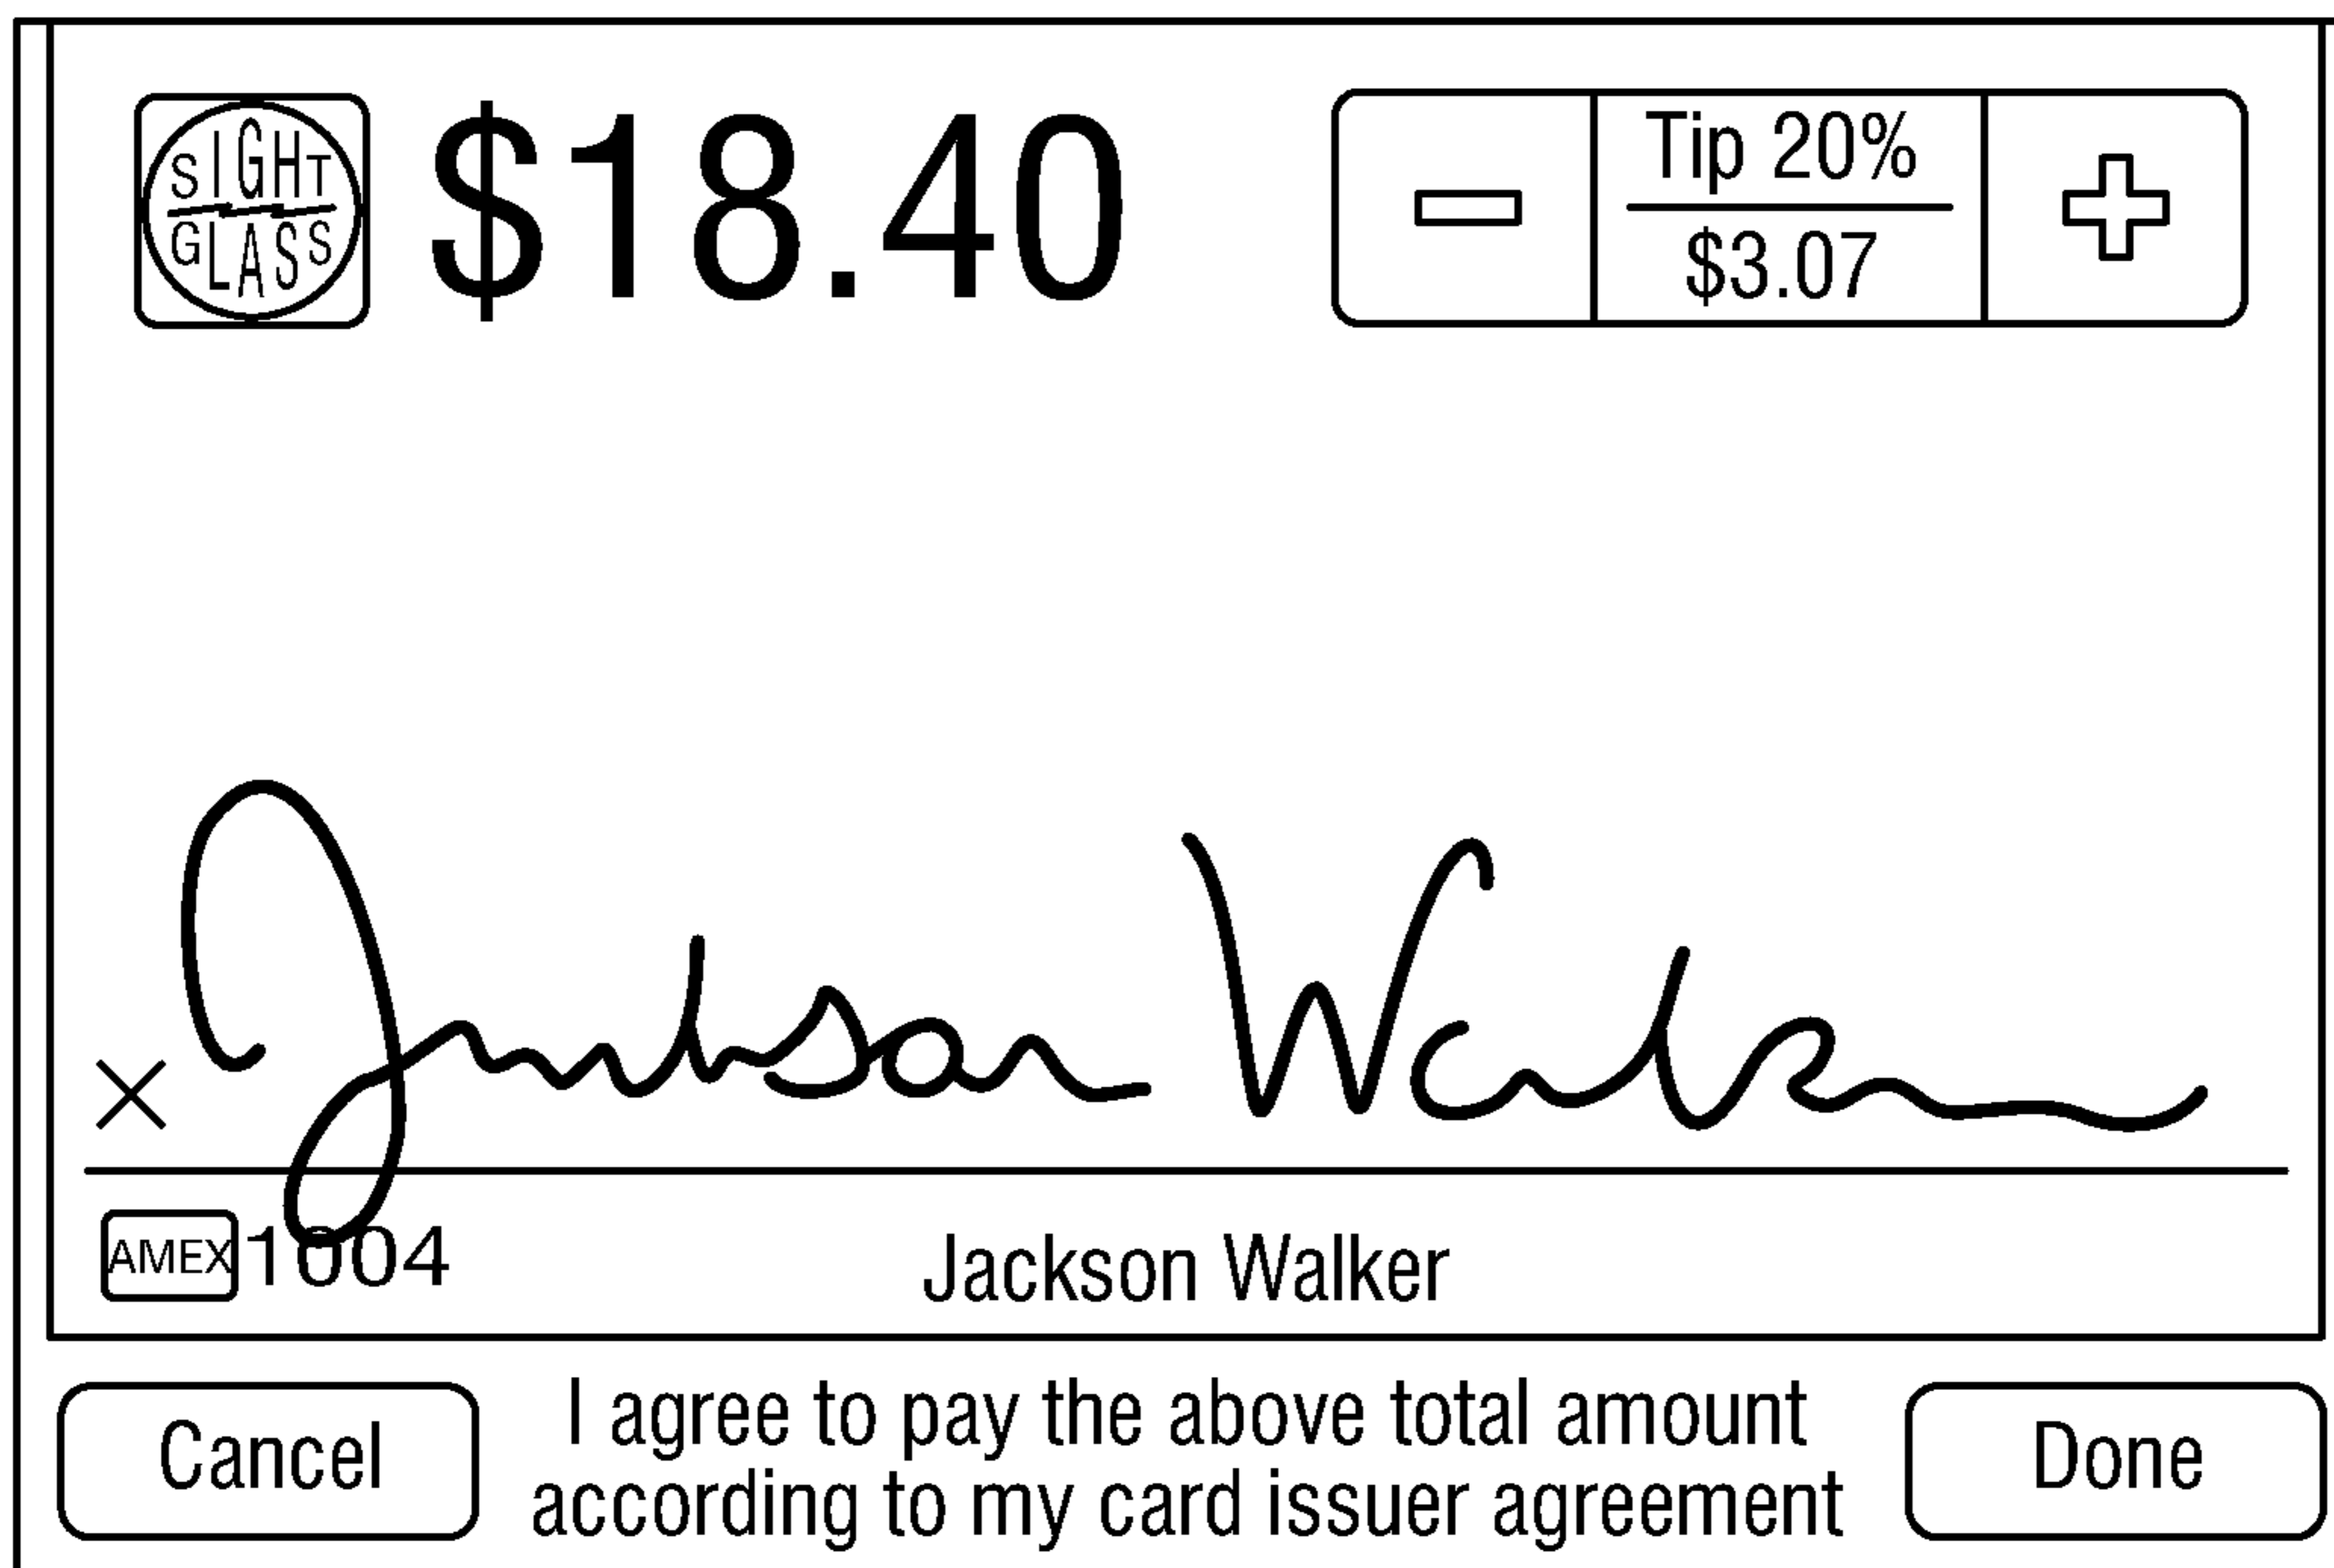 SIGHT
GLASS
$18.40
Tip 20%
$3.07
Jackson Walker
AMEX 1004
Jackson Walker
I agree to pay the above total amount
according to my card issuer agreement
Cancel
Done